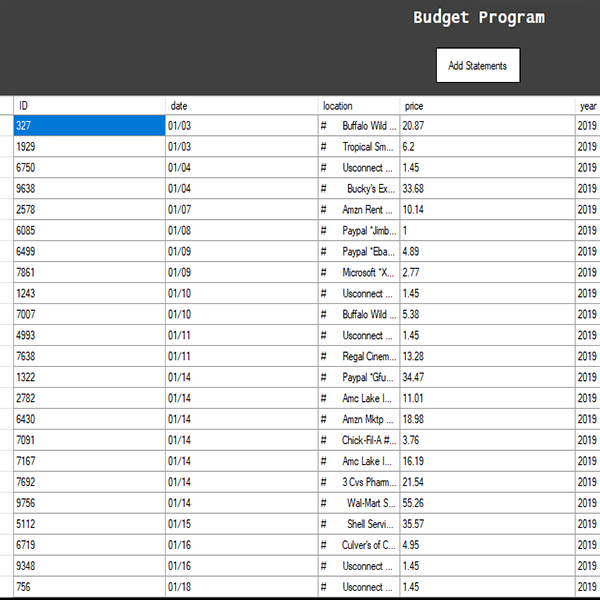 Budget Program
Add Statements
ID date location price year
327 01/03 # Buffalo Wild ... 20.87 2019
1929 01/03 # Tropical Sm... 6.2 2019
6750 01/04 # Usconnect ... 1.45 2019
9638 01/04 # Bucky's Ex... 33.68 2019
2578 01/07 # Amzn Rent ... 10.14 2019
6085 01/08 # Paypal *Jimb... 1 2019
6499 01/09 # Paypal *Eba... 4.89 2019
7861 01/09 # Microsoft *X... 2.77 2019
1243 01/10 # Usconnect ... 1.45 2019
7007 01/10 # Buffalo Wild ... 5.38 2019
4993 01/11 # Usconnect ... 1.45 2019
7638 01/11 # Regal Cinem... 13.28 2019
1322 01/14 # Paypal *Gfu... 34.47 2019
2782 01/14 # Amc Lake I... 11.01 2019
6430 01/14 # Amzn Mktp ... 18.98 2019
7091 01/14 # Chick-Fil-A #... 3.76 2019
7167 01/14 # Amc Lake I... 16.19 2019
7692 01/14 # 3 Cvs Pharm... 21.54 2019
9756 01/14 # Wal-Mart S... 55.26 2019
5112 01/15 # Shell Servi... 35.57 2019
6719 01/16 # Culver's of C... 4.95 2019
9348 01/16 # Usconnect ... 1.45 2019
756 01/18 # Usconnect ... 1.45 2019